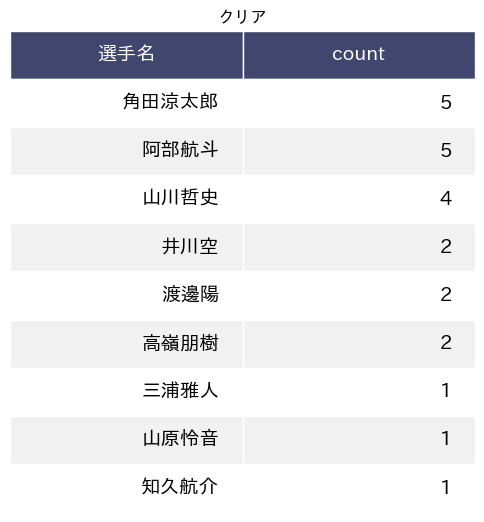 クリア
選手名 count
角田涼太郎 5
阿部航斗 5
山川哲史 4
井川空 2
渡邊陽 2
高嶺朋樹 2
三浦雅人 1
山原怜音 1
知久航介 1